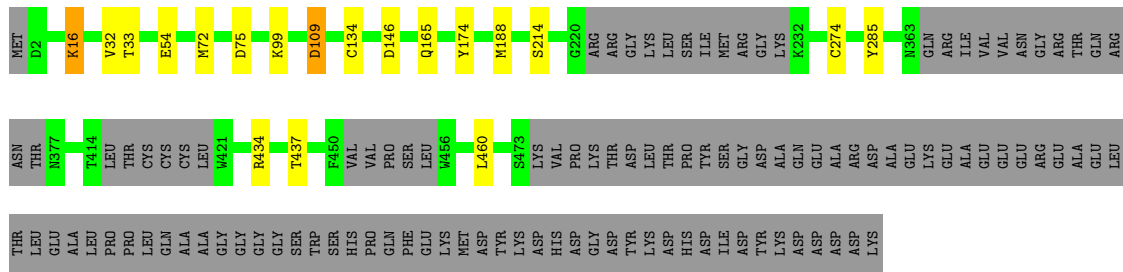 MET D2 K16 V32 T33 E54 M72 D75 K99 D109 C134 D146 Q165 Y174 M188 S214 G220 ARG ARG GLY LYS LEU SER ILE MET ARG GLY LYS K232 C274 Y285 N363 GLN ARG ILE VAL VAL ASN GLY ARG THR GLN ARG
ASN THR N377 T414 LEU THR CYS CYS CYS LEU W421 R434 T437 F450 VAL VAL PRO SER LEU W456 L460 S473 LYS VAL PRO LYS THR ASP LEU THR PRO TYR SER GLY ASP ALA GLN GLU ALA ARG ASP ALA GLU LYS GLU ALA GLU GLU GLU ARG GLU ALA GLU LEU
THR LEU GLU ALA LEU PRO PRO LEU GLN ALA ALA GLY GLY GLY GLY SER TRP SER HIS PRO GLN PHE GLU LYS MET ASP TYR LYS ASP HIS ASP GLY ASP TYR LYS ASP HIS ASP ILE ASP TYR LYS ASP ASP ASP ASP LYS